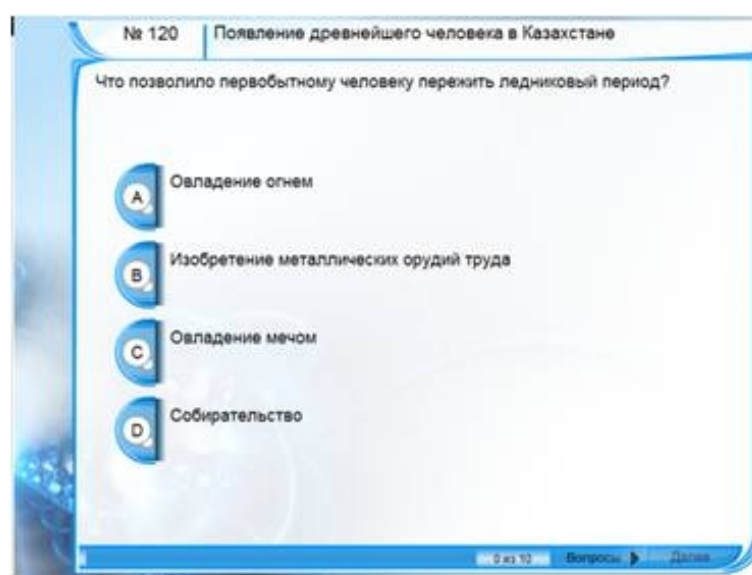 № 120 Появление древнейшего человека в Казахстане
Что позволило первобытному человеку пережить ледниковый период?
A Овладение огнем
B Изобретение металлических орудий труда
C Овладение мечом
D Собирательство
0 из 10 Вопросы Далее